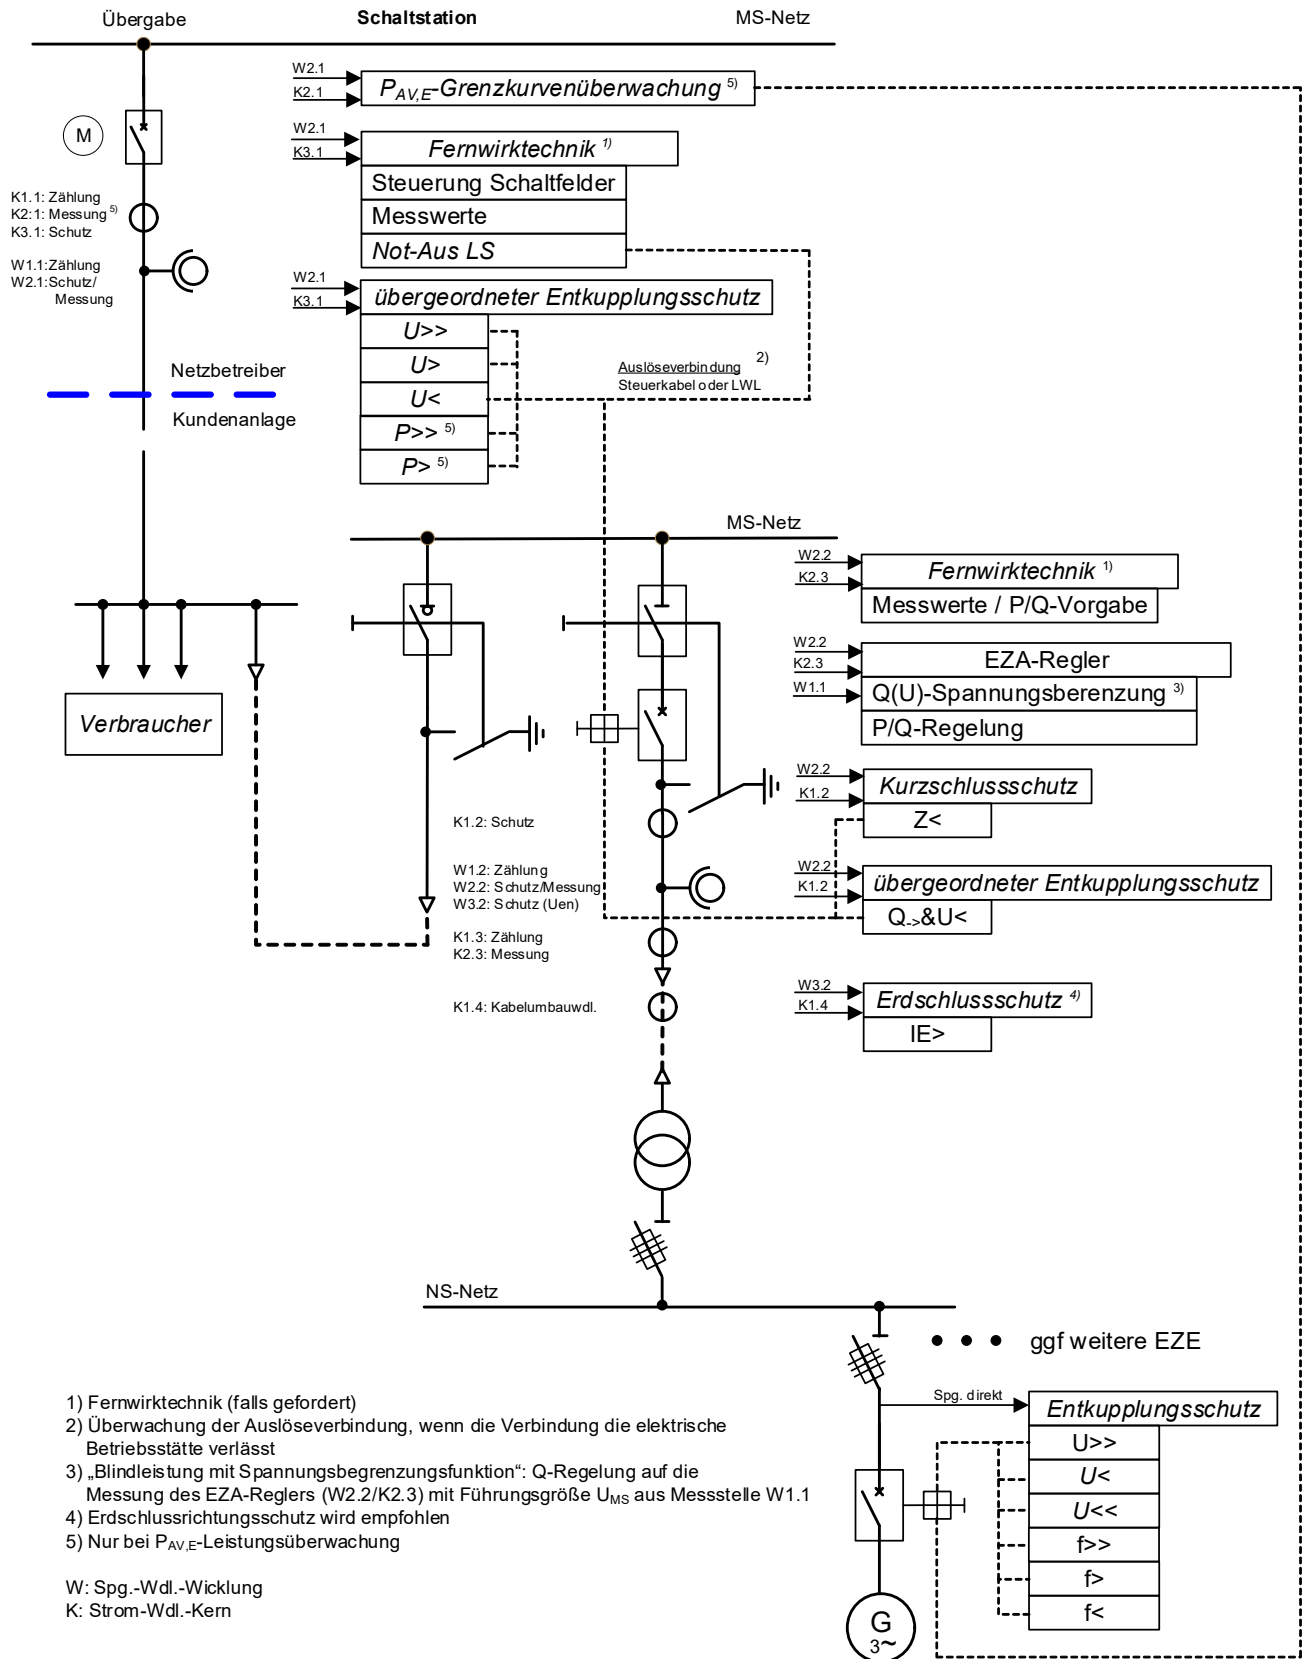 Übergabe
Schaltstation
MS-Netz
W2.1
K2.1
P_AV,E-Grenzkurvenüberwachung 5)
M
W2.1
K3.1
Fernwirktechnik 1)
Steuerung Schaltfelder
Messwerte
Not-Aus LS
K1.1: Zählung
K2:1: Messung 5)
K3.1: Schutz
W1.1:Zählung
W2.1:Schutz/
Messung
W2.1
K3.1
übergeordneter Entkupplungsschutz
U>>
U>
U<
P>> 5)
P> 5)
Auslöseverbindung 2)
Steuerkabel oder LWL
Netzbetreiber
Kundenanlage
MS-Netz
Verbraucher
W2.2
K2.3
Fernwirktechnik 1)
Messwerte / P/Q-Vorgabe
W2.2
K2.3
W1.1
EZA-Regler
Q(U)-Spannungsberenzung 3)
P/Q-Regelung
W2.2
K1.2
Kurzschlussschutz
Z<
K1.2: Schutz
W1.2: Zählung
W2.2: Schutz/Messung
W3.2: Schutz (Uen)
K1.3: Zählung
K2.3: Messung
K1.4: Kabelumbauwdl.
W2.2
K1.2
übergeordneter Entkupplungsschutz
Q->&U<
W3.2
K1.4
Erdschlussschutz 4)
IE>
NS-Netz
ggf weitere EZE
Spg. direkt
Entkupplungsschutz
U>>
U<
U<<
f>>
f>
f<
G
3~
1) Fernwirktechnik (falls gefordert)
2) Überwachung der Auslöseverbindung, wenn die Verbindung die elektrische
Betriebsstätte verlässt
3) „Blindleistung mit Spannungsbegrenzungsfunktion“: Q-Regelung auf die
Messung des EZA-Reglers (W2.2/K2.3) mit Führungsgröße U_MS aus Messstelle W1.1
4) Erdschlussrichtungsschutz wird empfohlen
5) Nur bei P_AV,E-Leistungsüberwachung
W: Spg.-Wdl.-Wicklung
K: Strom-Wdl.-Kern